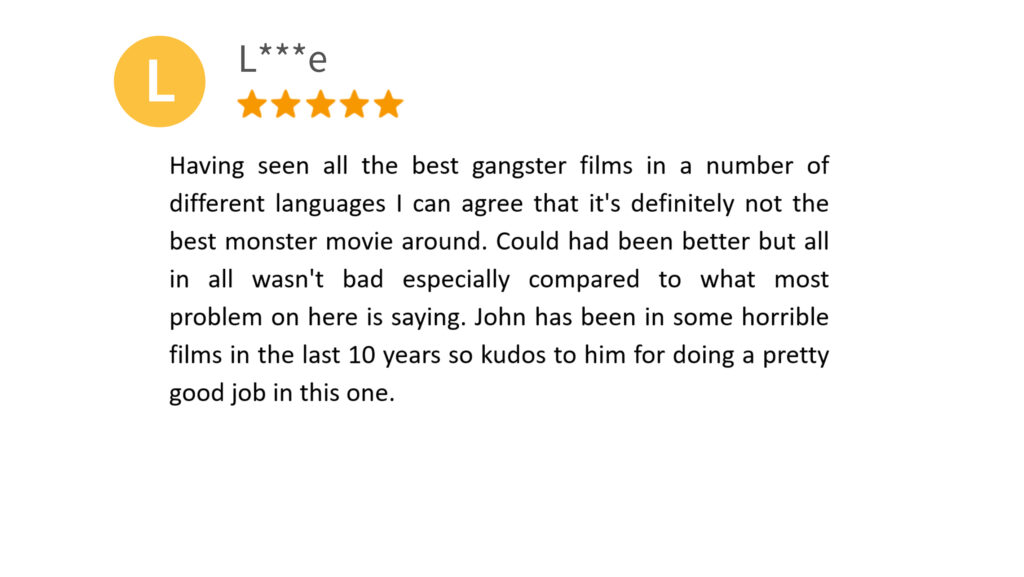 L
L***e
Having seen all the best gangster films in a number of
different languages I can agree that it's definitely not the
best monster movie around. Could had been better but all
in all wasn't bad especially compared to what most
problem on here is saying. John has been in some horrible
films in the last 10 years so kudos to him for doing a pretty
good job in this one.